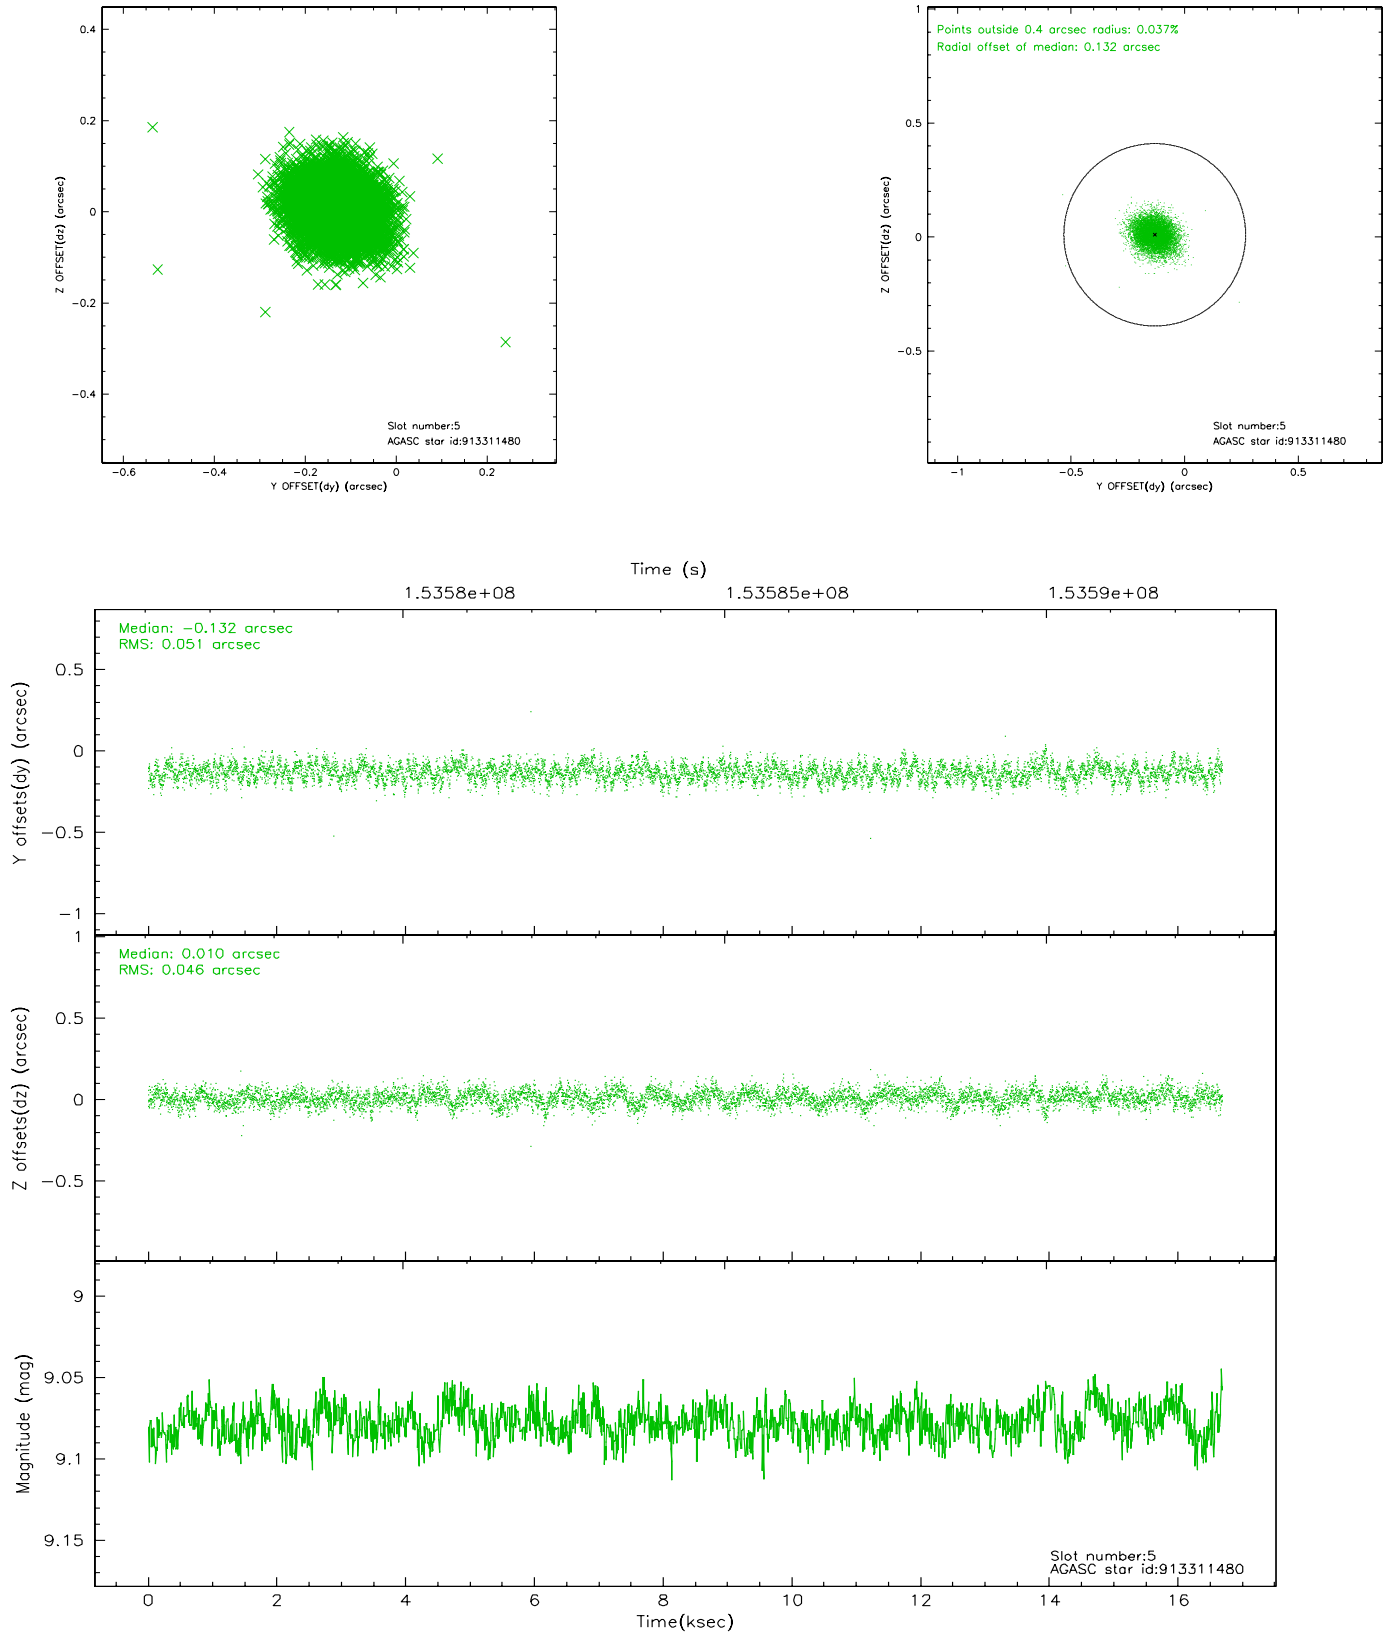 0.4
0.2
0
−0.2
−0.4
Z OFFSET(dz) (arcsec)
Slot number:5
AGASC star id:913311480
−0.6 −0.4 −0.2 0 0.2
Y OFFSET(dy) (arcsec)
Points outside 0.4 arcsec radius: 0.037%
Radial offset of median: 0.132 arcsec
1
0.5
0
−0.5
Z OFFSET(dz) (arcsec)
Slot number:5
AGASC star id:913311480
−1 −0.5 0 0.5
Y OFFSET(dy) (arcsec)
Time (s)
1.5358e+08 1.53585e+08 1.5359e+08
Median: −0.132 arcsec
RMS: 0.051 arcsec
0.5
0
−0.5
−1
Y offsets(dy) (arcsec)
Median: 0.010 arcsec
RMS: 0.046 arcsec
1
0.5
0
−0.5
Z offsets(dz) (arcsec)
9
9.05
9.1
9.15
Magnitude (mag)
Slot number:5
AGASC star id:913311480
0 2 4 6 8 10 12 14 16
Time(ksec)